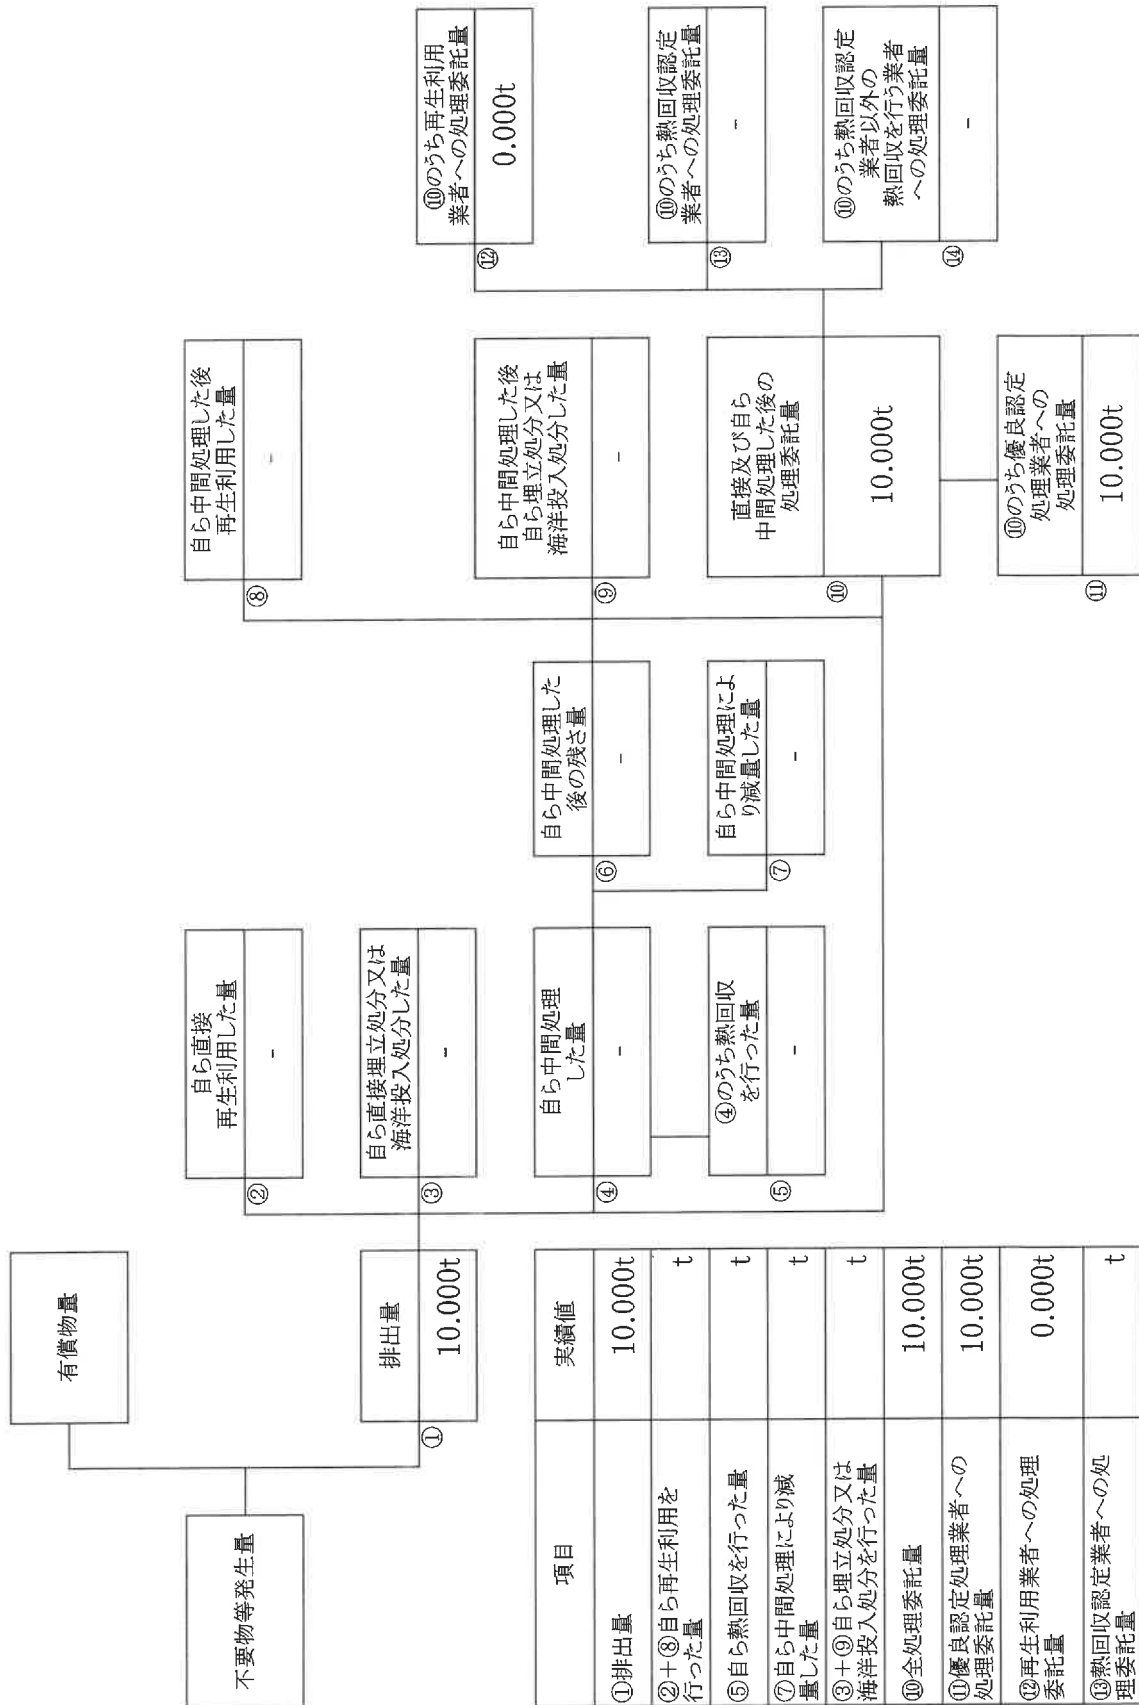 不要物等発生量
有償物量
①
排出量
10.000t
②
自ら直接
再生利用した量
-
③
自ら直接埋立処分又は
海洋投入処分した量
-
④
自ら中間処理
した量
-
⑤
④のうち熱回収
を行った量
-
⑥
自ら中間処理した
後の残さ量
-
⑦
自ら中間処理によ
り減量した量
-
⑧
自ら中間処理した後
再生利用した量
-
⑨
自ら中間処理した後
自ら埋立処分又は
海洋投入処分した量
-
⑩
直接及び自ら
中間処理した後の
処理委託量
10.000t
⑪
⑩のうち優良認定
処理業者への
処理委託量
10.000t
⑫
⑩のうち再生利用
業者への処理委託量
0.000t
⑬
⑩のうち熱回収認定
業者への処理委託量
-
⑭
⑩のうち熱回収認定
業者以外の
熱回収を行う業者
への処理委託量
-
項目 実績値
①排出量 10.000t
②+⑧自ら再生利用を
行った量 t
⑤自ら熱回収を行った量 t
⑦自ら中間処理により減
量した量 t
③+⑨自ら埋立処分又は
海洋投入処分を行った量 t
⑩全処理委託量 10.000t
⑪優良認定処理業者への
処理委託量 10.000t
⑫再生利用業者への処理
委託量 0.000t
⑬熱回収認定業者への処
理委託量 t